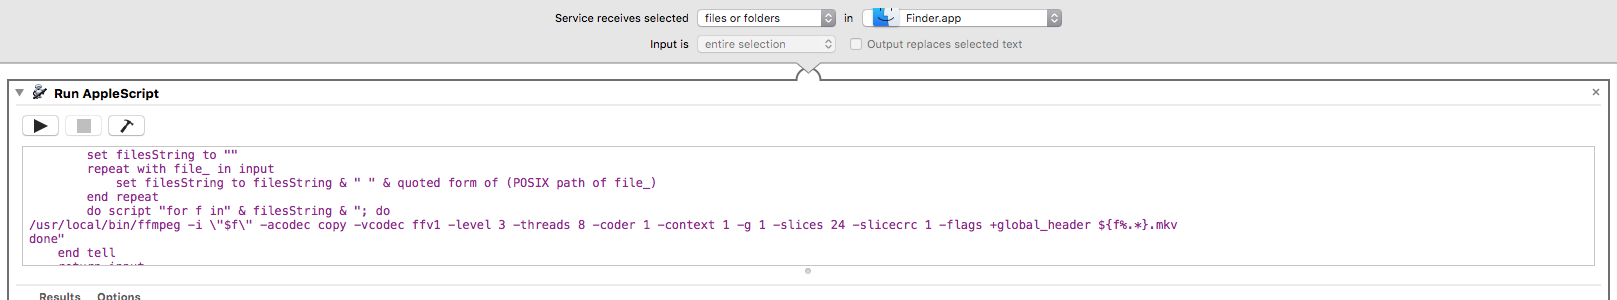 Service receives selected files or folders in Finder.app
Input is entire selection Output replaces selected text
Run AppleScript
set filesString to ""
repeat with file_ in input
set filesString to filesString & " " & quoted form of (POSIX path of file_)
end repeat
do script "for f in" & filesString & "; do
/usr/local/bin/ffmpeg -i \"$f\" -acodec copy -vcodec ffv1 -level 3 -threads 8 -coder 1 -context 1 -g 1 -slices 24 -slicecrc 1 -flags +global_header ${f%.*}.mkv
done"
end tell
return input
Results Options